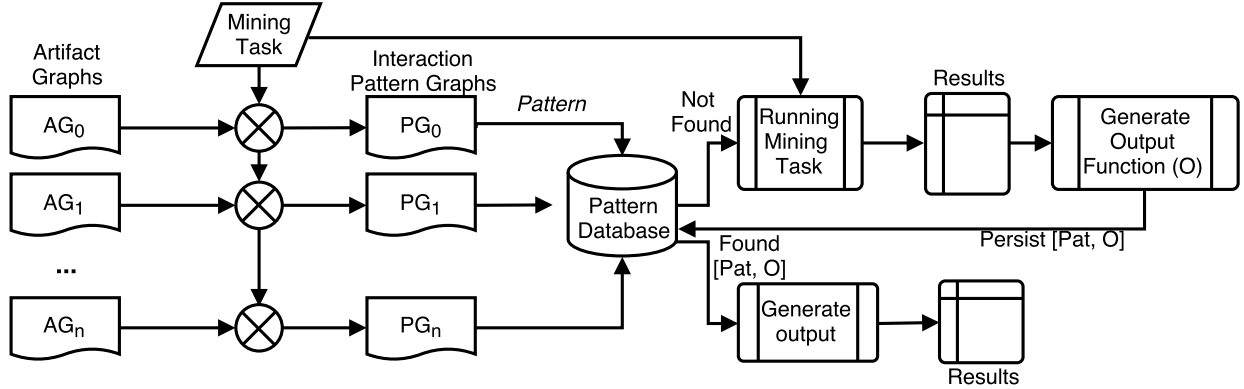 Mining
Task
Artifact
Graphs
Interaction
Pattern Graphs
Pattern
Not
Found
Results
AG0
PG0
Running
Mining
Task
Generate
Output
Function (O)
AG1
PG1
Pattern
Database
Persist [Pat, O]
Found
[Pat, O]
...
AGn
PGn
Generate
output
Results